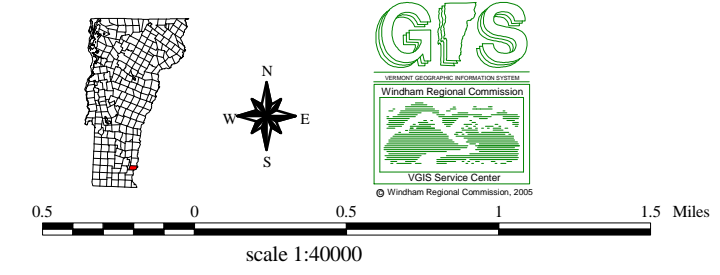 GIS
VERMONT GEOGRAPHIC INFORMATION SYSTEM
Windham Regional Commission
VGIS Service Center
© Windham Regional Commission, 2005
N
W E
S
0.5 0 0.5 1 1.5 Miles
scale 1:40000